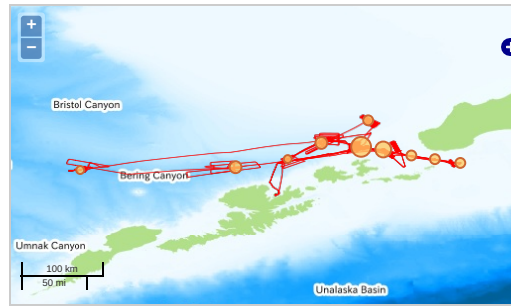 +
−
Bristol Canyon
Bering Canyon
Umnak Canyon
100 km
50 mi
Unalaska Basin